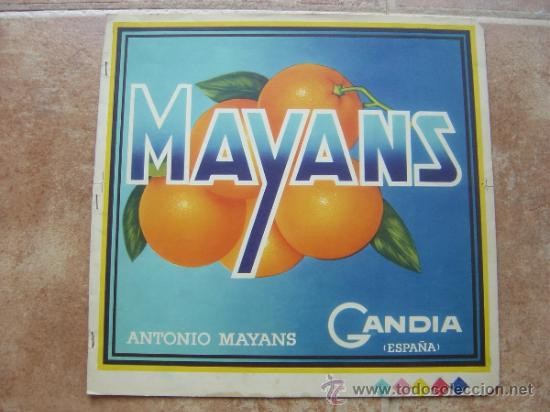 MAYANS
ANTONIO MAYANS
GANDIA
(ESPAÑA)
www.todocoleccion.net